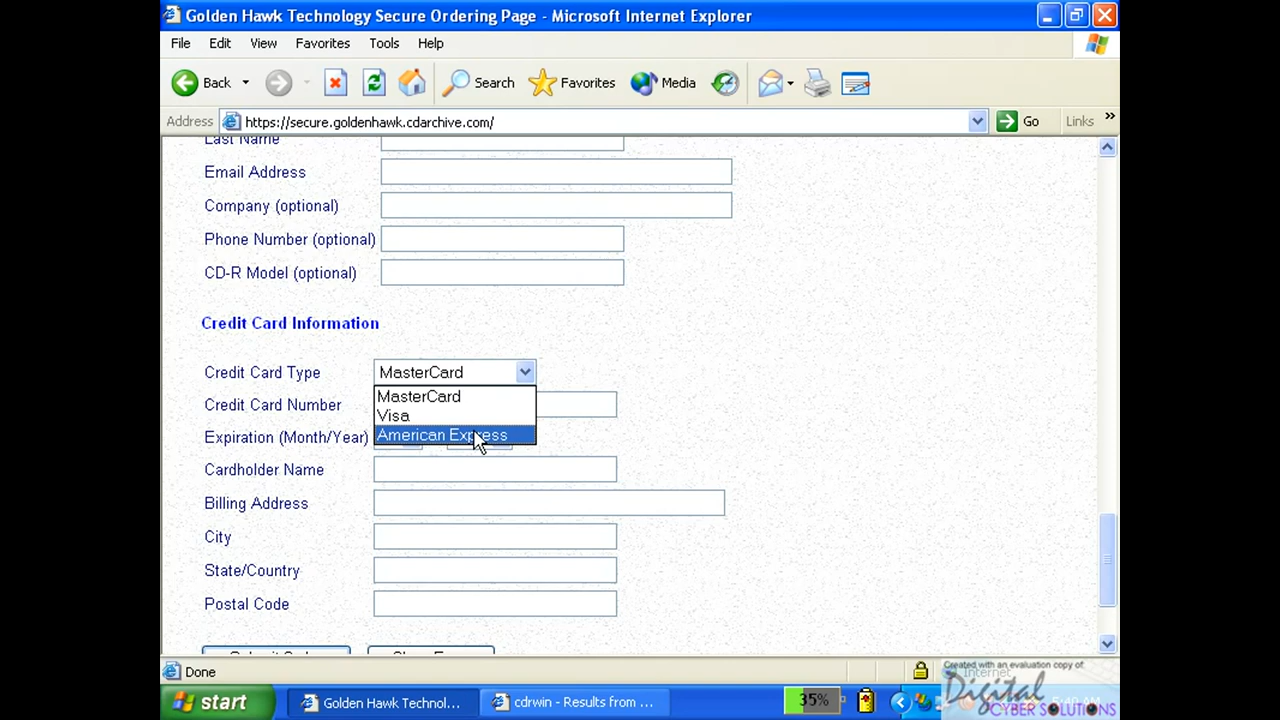 Golden Hawk Technology Secure Ordering Page - Microsoft Internet Explorer
File Edit View Favorites Tools Help
Back Search Favorites Media
Address https://secure.goldenhawk.cdarchive.com/ Go Links »
Last Name
Email Address
Company (optional)
Phone Number (optional)
CD-R Model (optional)
Credit Card Information
Credit Card Type MasterCard
MasterCard
Credit Card Number
Visa
American Express
Expiration (Month/Year)
Cardholder Name
Billing Address
City
State/Country
Postal Code
Done Internet
Created with an evaluation copy of
Digital
CYBER SOLUTIONS
start Golden Hawk Technol... cdrwin - Results from ... 35%